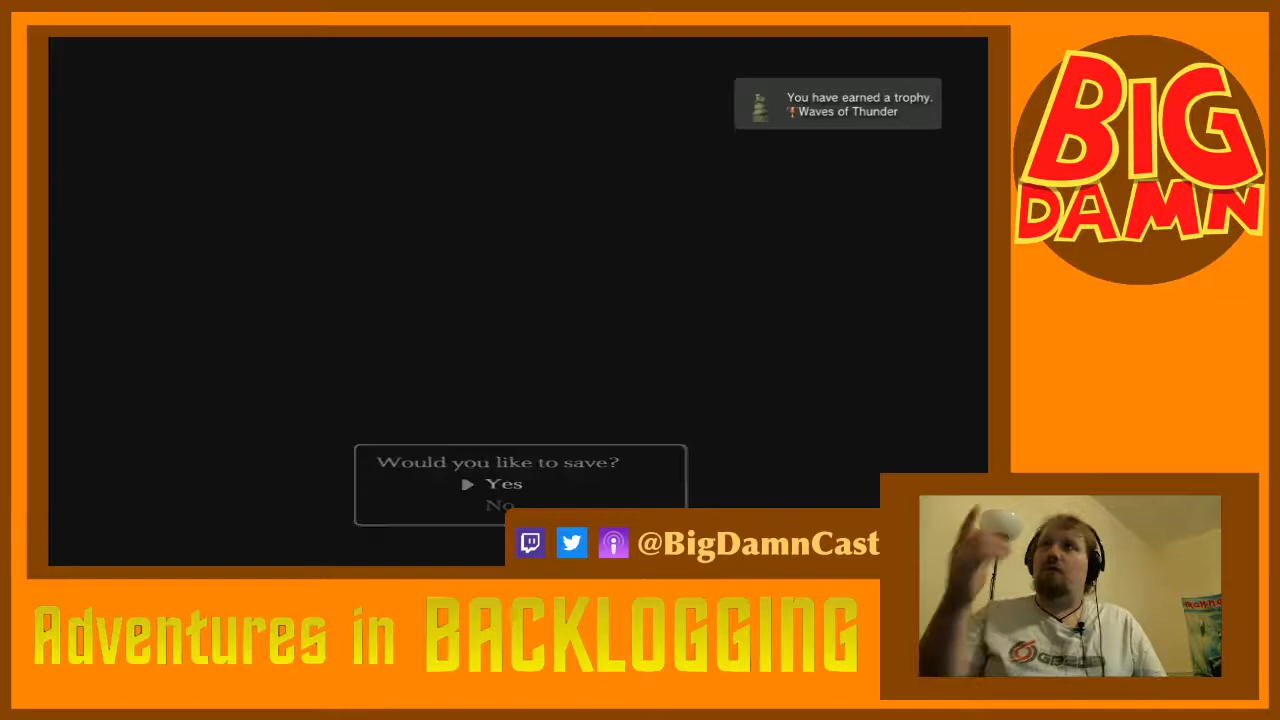 You have earned a trophy.
Waves of Thunder
BIG
DAMN
Would you like to save?
Yes
No
@BigDamnCast
Adventures in BACKLOGGING